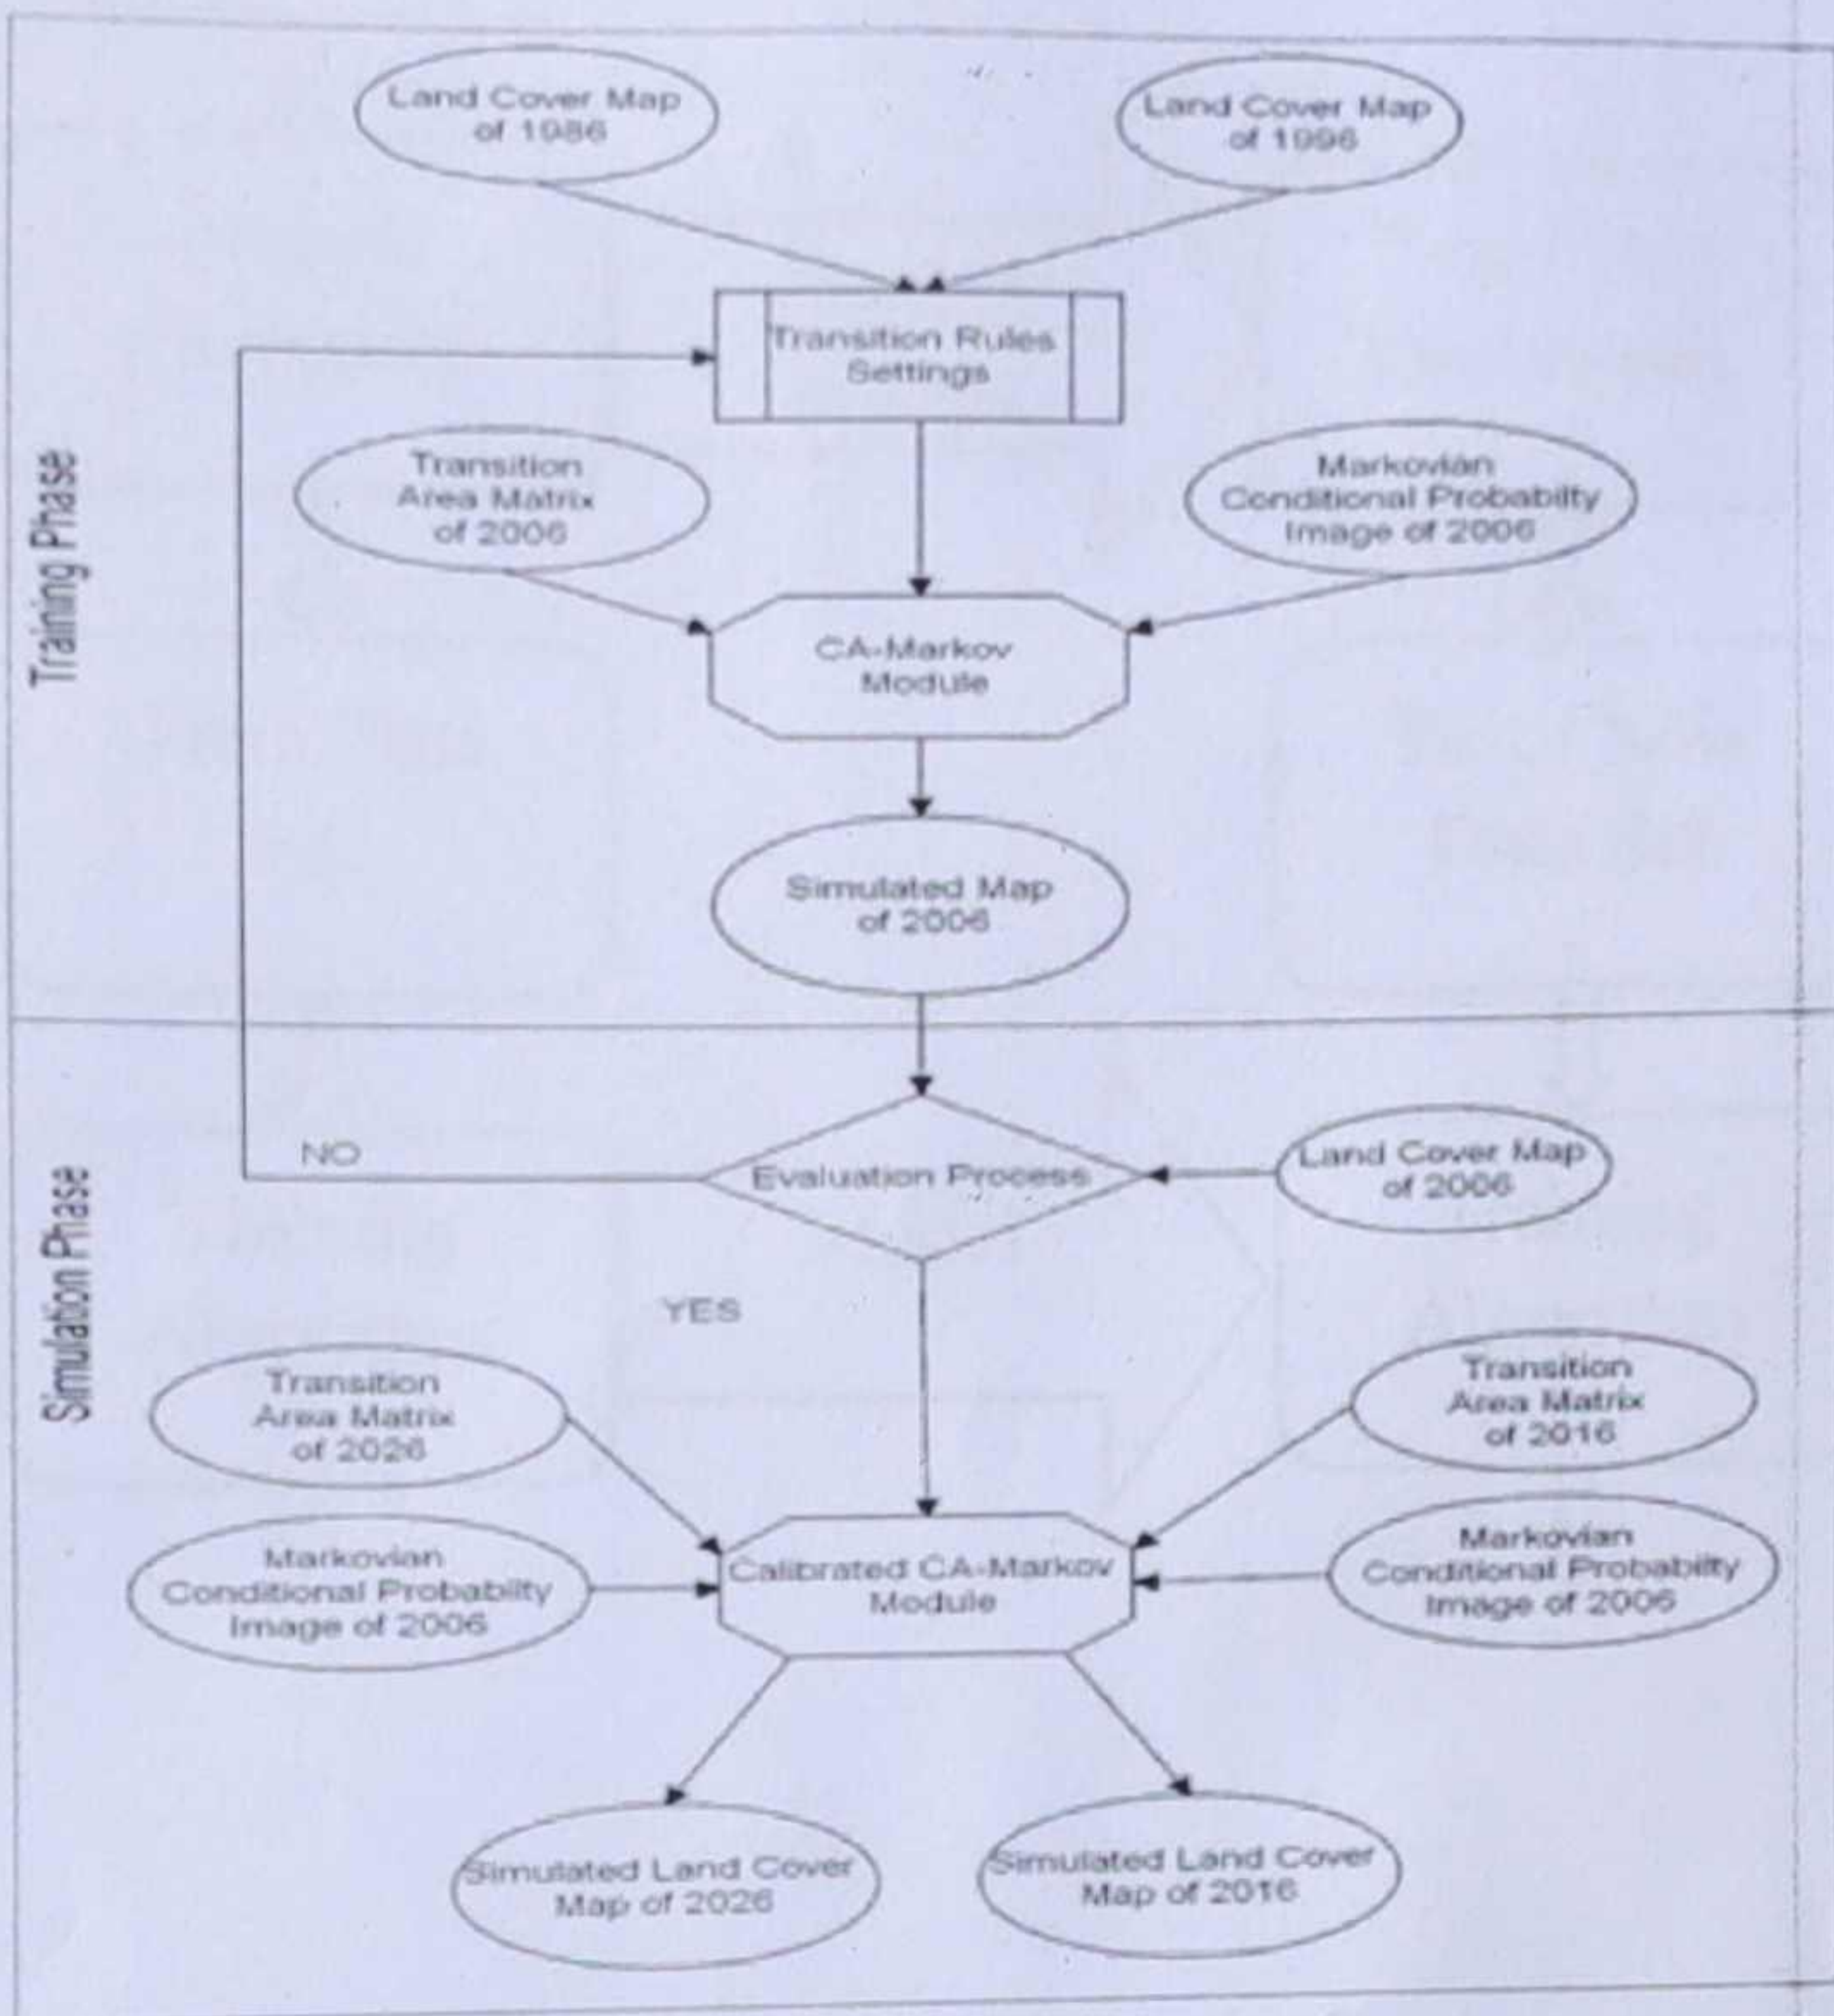 Land Cover Map
of 1986
Land Cover Map
of 1996
Transition Rules
Settings
Training Phase
Transition
Area Matrix
of 2006
Markovian
Conditional Probabilty
Image of 2006
CA-Markov
Module
Simulated Map
of 2006
Simulation Phase
NO
Evaluation Process
Land Cover Map
of 2006
YES
Transition
Area Matrix
of 2026
Transition
Area Matrix
of 2016
Markovian
Conditional Probabilty
Image of 2006
Calibrated CA-Markov
Module
Markovian
Conditional Probabilty
Image of 2006
Simulated Land Cover
Map of 2026
Simulated Land Cover
Map of 2016